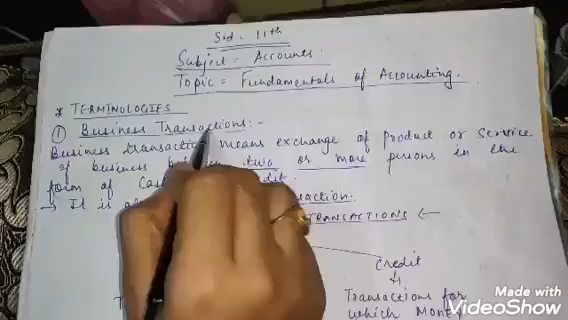 Std = 11th
Subject = Accounts.
Topic = Fundamentals of Accounting.
* TERMINOLOGIES
① Business Transactions :-
Business transaction means exchange of product or service
of business two or more persons in the
form of
→ It is
TRANSACTIONS ←
Credit
Transactions for
which Money
Made with
VideoShow